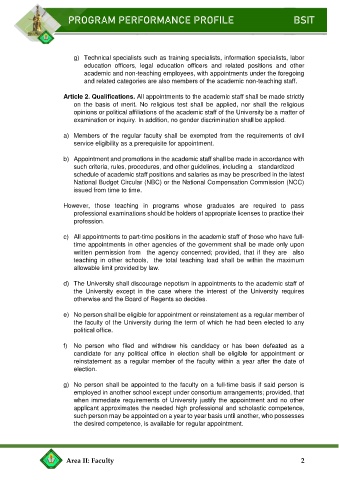 PROGRAM PERFORMANCE PROFILE BSIT
g) Technical specialists such as training specialists, information specialists, labor
education officers, legal education officers and related positions and other
academic and non-teaching employees, with appointments under the foregoing
and related categories are also members of the academic non-teaching staff.
Article 2. Qualifications. All appointments to the academic staff shall be made strictly
on the basis of merit. No religious test shall be applied, nor shall the religious
opinions or political affiliations of the academic staff of the University be a matter of
examination or inquiry. In addition, no gender discrimination shall be applied.
a) Members of the regular faculty shall be exempted from the requirements of civil
service eligibility as a prerequisite for appointment.
b) Appointment and promotions in the academic staff shall be made in accordance with
such criteria, rules, procedures, and other guidelines, including a standardized
schedule of academic staff positions and salaries as may be prescribed in the latest
National Budget Circular (NBC) or the National Compensation Commission (NCC)
issued from time to time.
However, those teaching in programs whose graduates are required to pass
professional examinations should be holders of appropriate licenses to practice their
profession.
c) All appointments to part-time positions in the academic staff of those who have full-
time appointments in other agencies of the government shall be made only upon
written permission from the agency concerned; provided, that if they are also
teaching in other schools, the total teaching load shall be within the maximum
allowable limit provided by law.
d) The University shall discourage nepotism in appointments to the academic staff of
the University except in the case where the interest of the University requires
otherwise and the Board of Regents so decides.
e) No person shall be eligible for appointment or reinstatement as a regular member of
the faculty of the University during the term of which he had been elected to any
political office.
f) No person who filed and withdrew his candidacy or has been defeated as a
candidate for any political office in election shall be eligible for appointment or
reinstatement as a regular member of the faculty within a year after the date of
election.
g) No person shall be appointed to the faculty on a full-time basis if said person is
employed in another school except under consortium arrangements; provided, that
when immediate requirements of University justify the appointment and no other
applicant approximates the needed high professional and scholastic competence,
such person may be appointed on a year to year basis until another, who possesses
the desired competence, is available for regular appointment.
Area II: Faculty 2